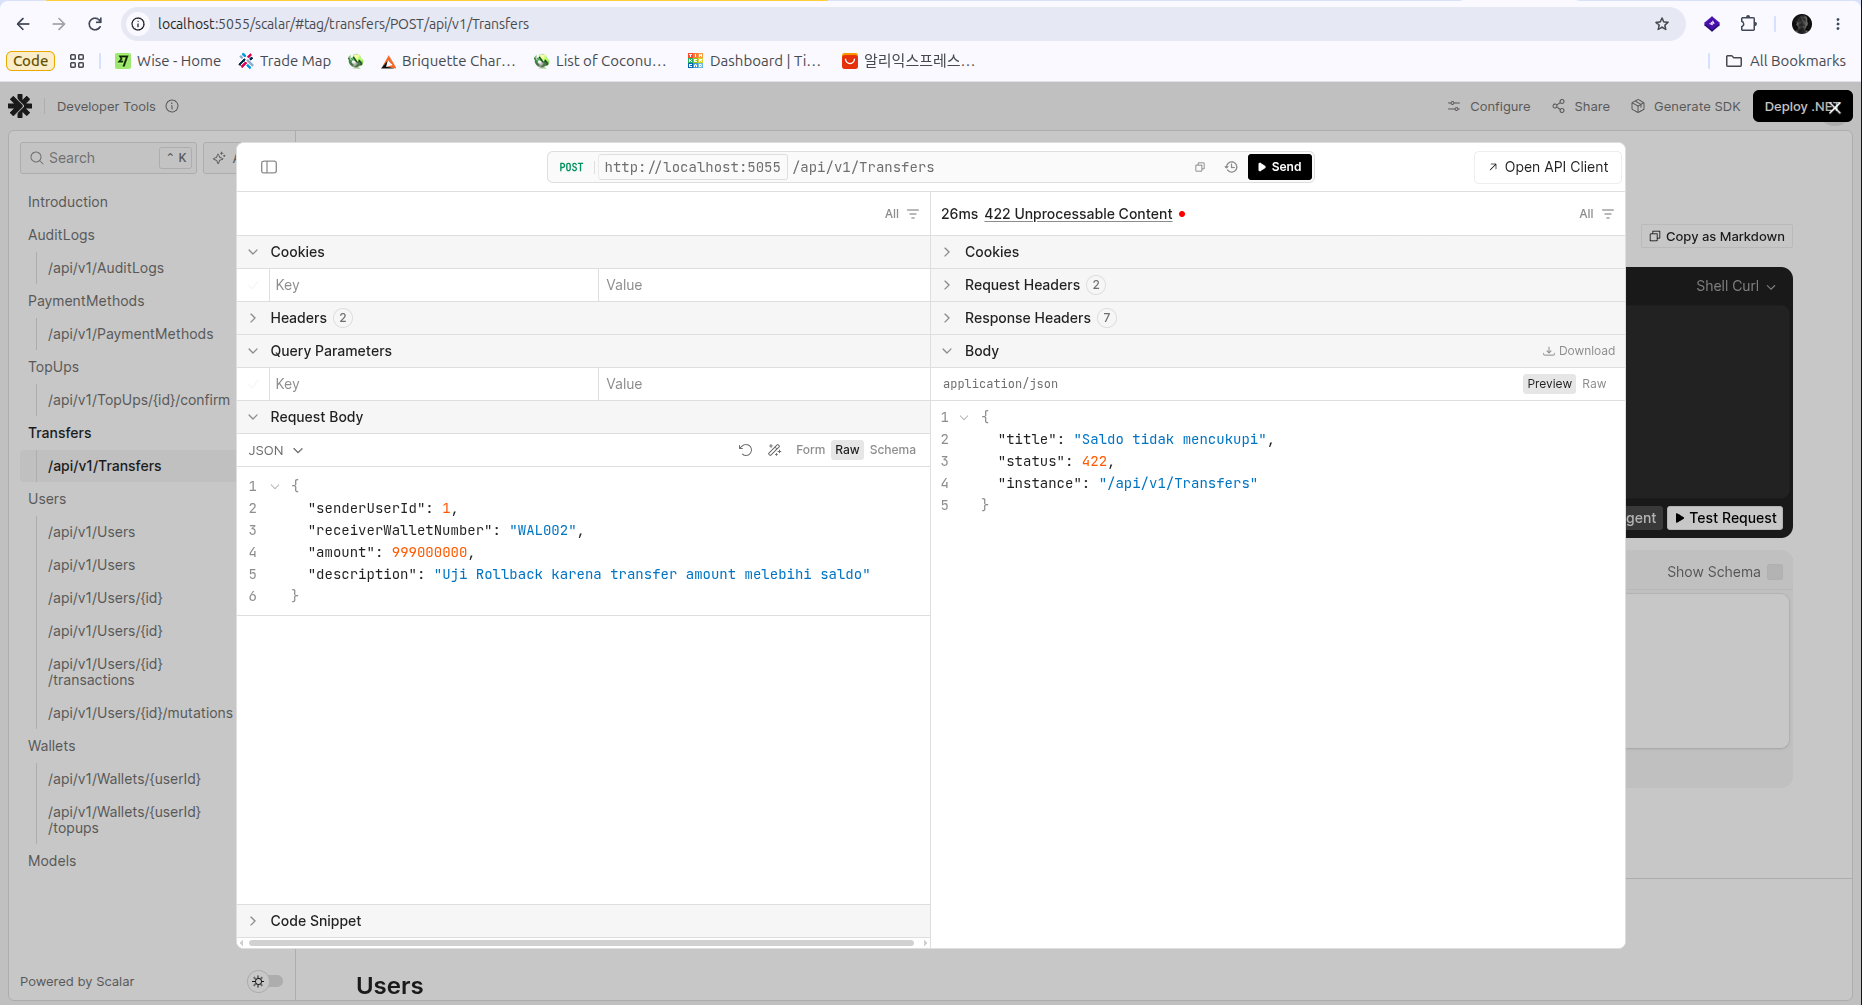 localhost:5055/scalar/#tag/transfers/POST/api/v1/Transfers
Code
Wise - Home
Trade Map
Briquette Char…
List of Coconu…
Dashboard | Ti…
알리익스프레스…
All Bookmarks
Developer Tools
Configure
Share
Generate SDK
Deploy .NET
Search
⌃ K
Introduction
AuditLogs
/api/v1/AuditLogs
PaymentMethods
/api/v1/PaymentMethods
TopUps
/api/v1/TopUps/{id}/confirm
Transfers
/api/v1/Transfers
Users
/api/v1/Users
/api/v1/Users
/api/v1/Users/{id}
/api/v1/Users/{id}
/api/v1/Users/{id}
/transactions
/api/v1/Users/{id}/mutations
Wallets
/api/v1/Wallets/{userId}
/api/v1/Wallets/{userId}
/topups
Models
Powered by Scalar
POST
http://localhost:5055 /api/v1/Transfers
Send
Open API Client
All
Cookies
Key Value
Headers 2
Query Parameters
Key Value
Request Body
JSON
Form Raw Schema
1 {
2 "senderUserId": 1,
3 "receiverWalletNumber": "WAL002",
4 "amount": 999000000,
5 "description": "Uji Rollback karena transfer amount melebihi saldo"
6 }
Code Snippet
26ms 422 Unprocessable Content
All
Cookies
Request Headers 2
Response Headers 7
Body
Download
application/json
Preview Raw
1 {
2 "title": "Saldo tidak mencukupi",
3 "status": 422,
4 "instance": "/api/v1/Transfers"
5 }
Copy as Markdown
Shell Curl
gent
Test Request
Show Schema
Users